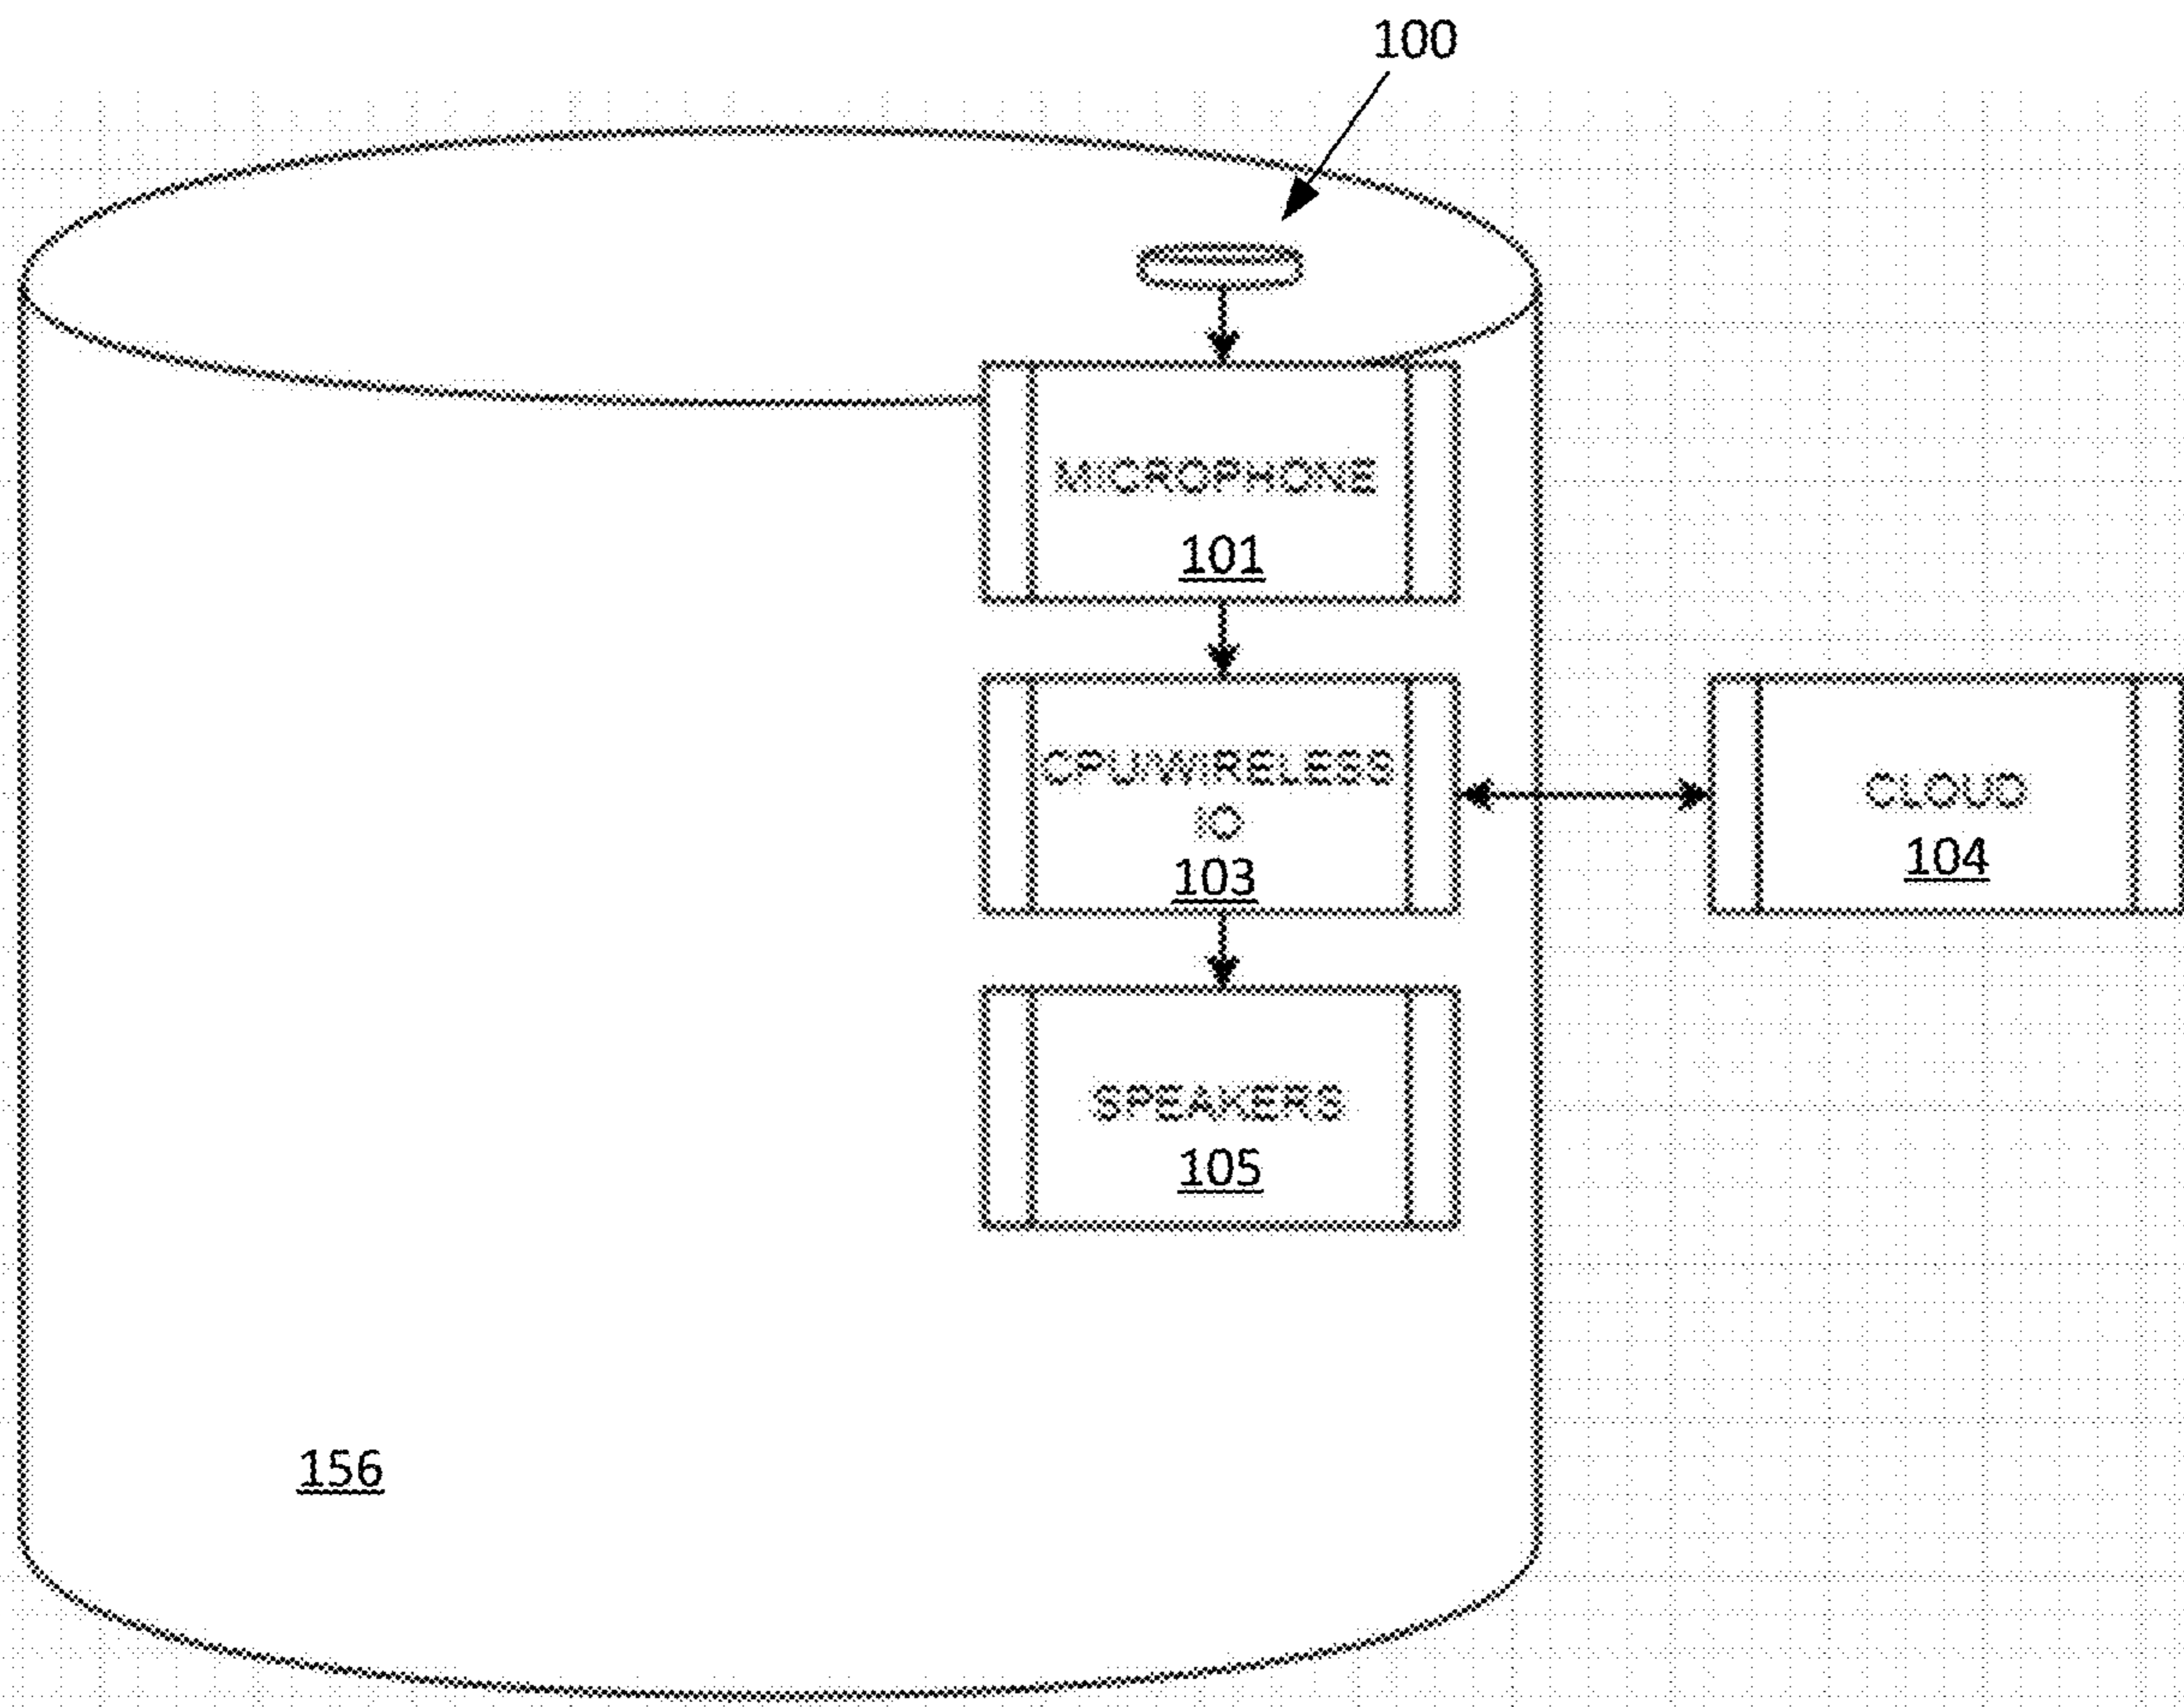 100
MICROPHONE
101
CPU/WIRELESS
IO
103
CLOUD
104
SPEAKERS
105
156